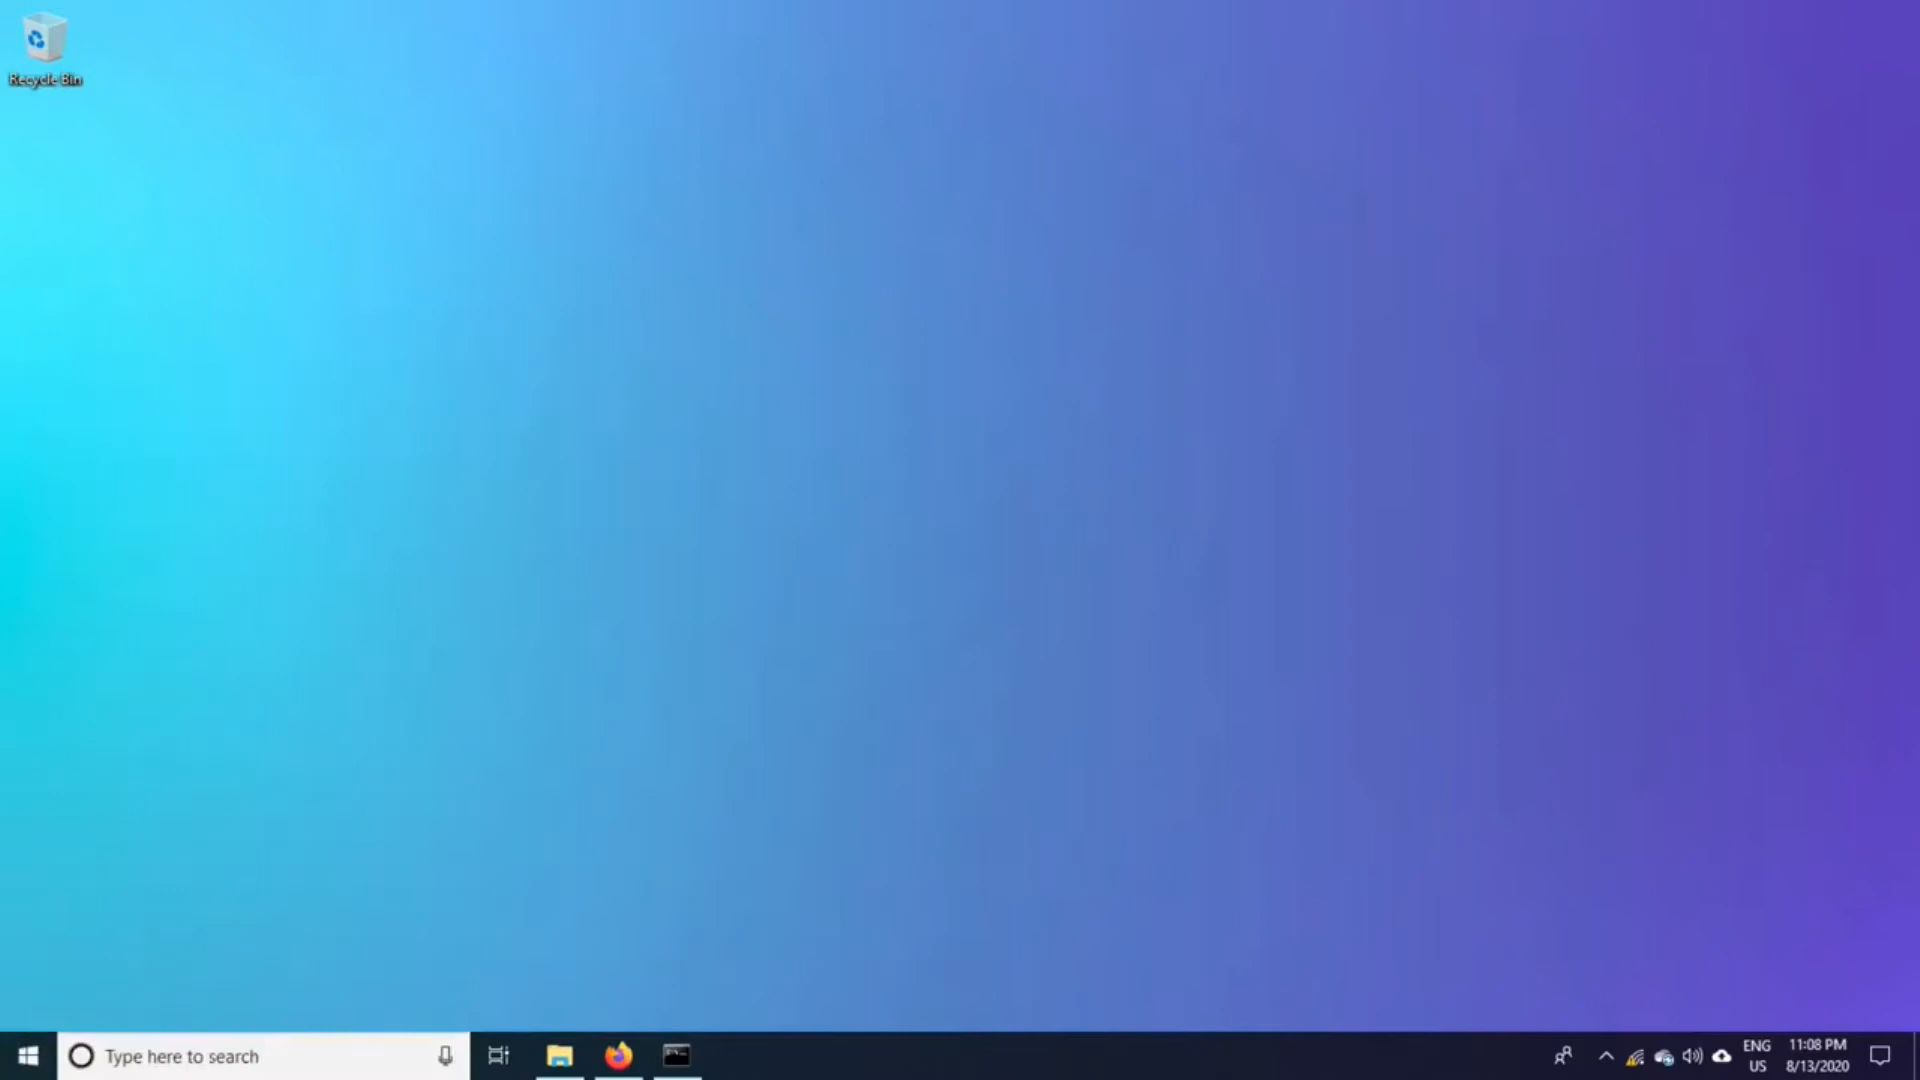 Recycle Bin
Type here to search
ENG
US
11:08 PM
8/13/2020